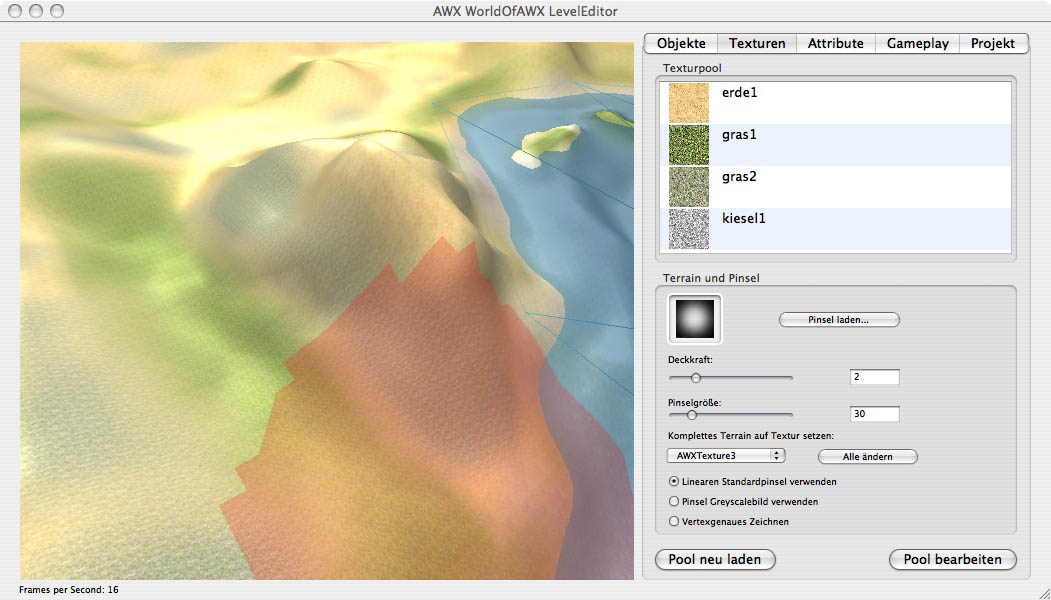 AWX WorldOfAWX LevelEditor
Objekte Texturen Attribute Gameplay Projekt
Texturpool
erde1
gras1
gras2
kiesel1
Terrain und Pinsel
Pinsel laden...
Deckkraft:
2
Pinselgröße:
30
Komplettes Terrain auf Textur setzen:
AWXTexture3 Alle ändern
Linearen Standardpinsel verwenden
Pinsel Greyscalebild verwenden
Vertexgenaues Zeichnen
Pool neu laden Pool bearbeiten
Frames per Second: 16